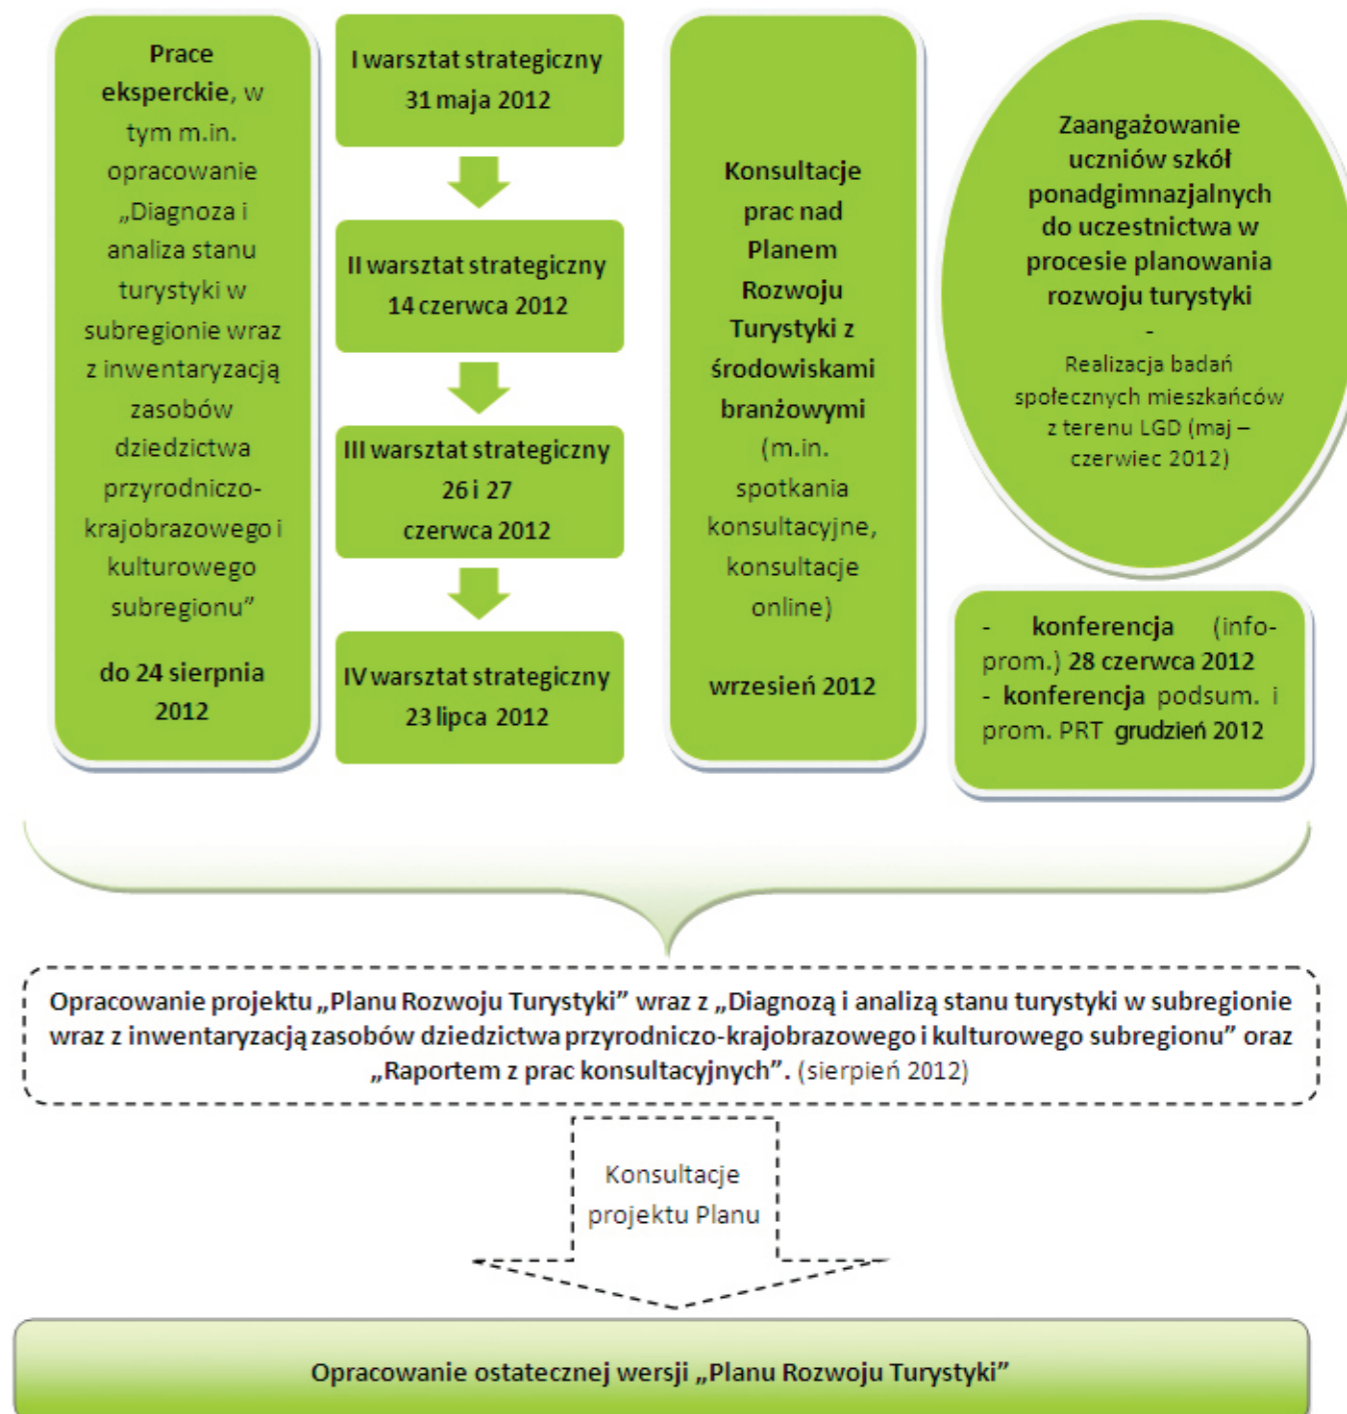 Prace
eksperckie, w
tym m.in.
opracowanie
„Diagnoza i
analiza stanu
turystyki w
subregionie wraz
z inwentaryzacją
zasobów
dziedzictwa
przyrodniczo-
krajobrazowego i
kulturowego
subregionu”
do 24 sierpnia
2012
I warsztat strategiczny
31 maja 2012
II warsztat strategiczny
14 czerwca 2012
III warsztat strategiczny
26 i 27
czerwca 2012
IV warsztat strategiczny
23 lipca 2012
Konsultacje
prac nad
Planem
Rozwoju
Turystyki z
środowiskami
branżowymi
(m.in.
spotkania
konsultacyjne,
konsultacje
online)
wrzesień 2012
Zaangażowanie
uczniów szkół
ponadgimnazjalnych
do uczestnictwa w
procesie planowania
rozwoju turystyki
-
Realizacja badań
społecznych mieszkańców
z terenu LGD (maj –
czerwiec 2012)
- konferencja (info-
prom.) 28 czerwca 2012
- konferencja podsum. i
prom. PRT grudzień 2012
Opracowanie projektu „Planu Rozwoju Turystyki” wraz z „Diagnozą i analizą stanu turystyki w subregionie
wraz z inwentaryzacją zasobów dziedzictwa przyrodniczo-krajobrazowego i kulturowego subregionu” oraz
„Raportem z prac konsultacyjnych”. (sierpień 2012)
Konsultacje
projektu Planu
Opracowanie ostatecznej wersji „Planu Rozwoju Turystyki”